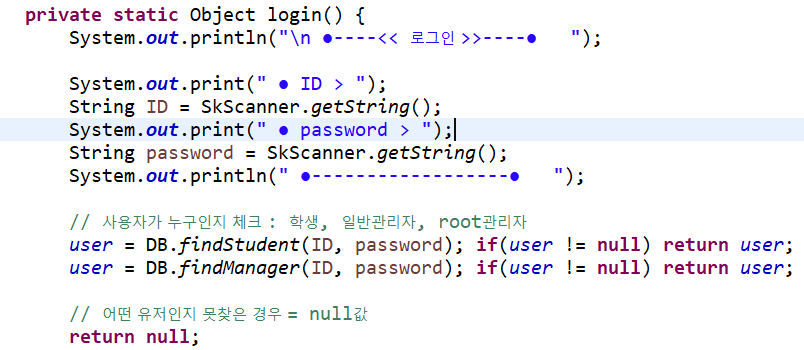 private static Object login() {
System.out.println("\n ●----<< 로그인 >>----●   ");
System.out.print(" ● ID > ");
String ID = SkScanner.getString();
System.out.print(" ● password > ");
String password = SkScanner.getString();
System.out.println(" ●------------------●   ");
// 사용자가 누구인지 체크 : 학생, 일반관리자, root관리자
user = DB.findStudent(ID, password); if(user != null) return user;
user = DB.findManager(ID, password); if(user != null) return user;
// 어떤 유저인지 못찾은 경우 = null값
return null;